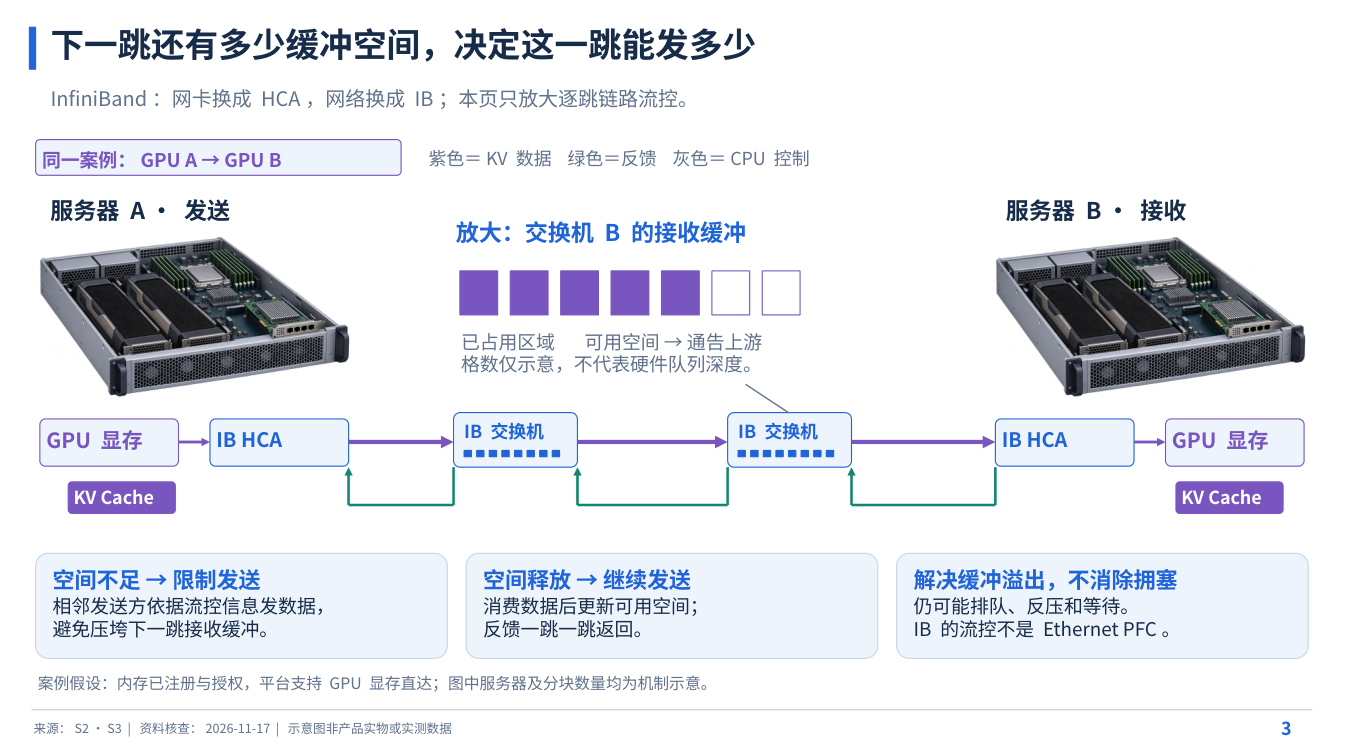 下一跳还有多少缓冲空间，决定这一跳能发多少
InfiniBand：网卡换成 HCA，网络换成 IB；本页只放大逐跳链路流控。
同一案例： GPU A → GPU B
紫色＝ KV 数据 绿色＝反馈 灰色＝ CPU 控制
服务器 A · 发送
服务器 B · 接收
放大：交换机 B 的接收缓冲
已占用区域 可用空间 → 通告上游
格数仅示意，不代表硬件队列深度。
GPU 显存
IB HCA
IB 交换机
IB 交换机
IB HCA
GPU 显存
KV Cache
KV Cache
空间不足 → 限制发送
相邻发送方依据流控信息发数据，
避免压垮下一跳接收缓冲。
空间释放 → 继续发送
消费数据后更新可用空间；
反馈一跳一跳返回。
解决缓冲溢出，不消除拥塞
仍可能排队、反压和等待。
IB 的流控不是 Ethernet PFC 。
案例假设：内存已注册与授权，平台支持 GPU 显存直达；图中服务器及分块数量均为机制示意。
来源： S2 · S3 | 资料核查： 2026-11-17 | 示意图非产品实物或实测数据
3